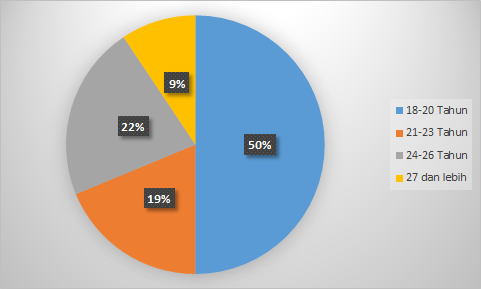 9%
22%
50%
19%
18-20 Tahun
21-23 Tahun
24-26 Tahun
27 dan lebih